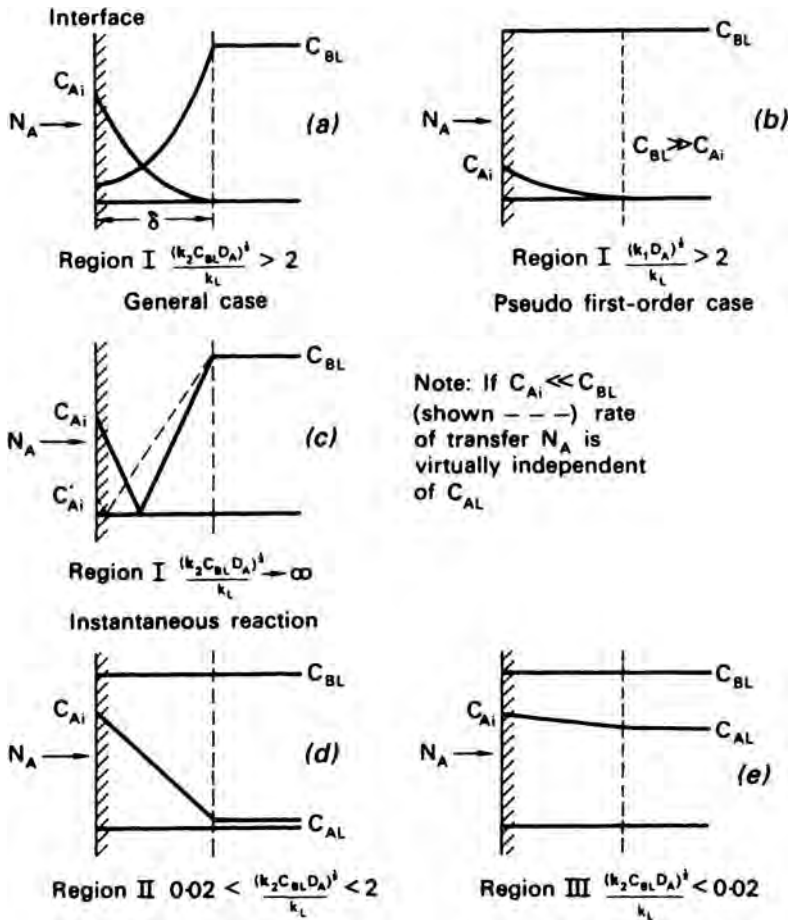 Interface
C_BL
C_Ai
N_A
(a)
δ
Region I (k₂C_BL D_A)^½ / k_L > 2
General case
C_BL
N_A
(b)
C_BL ≫ C_Ai
C_Ai
Region I (k₁D_A)^½ / k_L > 2
Pseudo first-order case
C_BL
C_Ai
N_A
(c)
C'_Ai
Region I (k₂C_BL D_A)^½ / k_L → ∞
Instantaneous reaction
Note: If C_Ai ≪ C_BL
(shown – – –) rate
of transfer N_A is
virtually independent
of C_AL
C_BL
C_Ai
N_A
(d)
C_AL
Region II 0·02 < (k₂C_BL D_A)^½ / k_L < 2
C_BL
C_Ai
C_AL
N_A
(e)
Region III (k₂C_BL D_A)^½ / k_L < 0·02